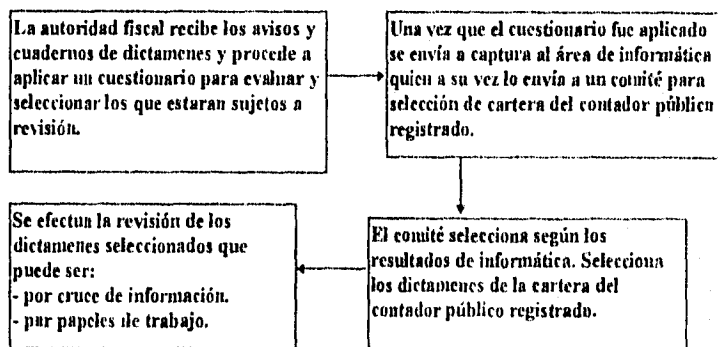 La autoridad fiscal recibe los avisos y
cuadernos de dictamenes y procede a
aplicar un cuestionario para evaluar y
seleccionar los que estaran sujetos a
revisión.
Una vez que el cuestionario fue aplicado
se envía a captura al área de informática
quien a su vez lo envía a un comité para
selección de cartera del contador público
registrado.
El comité selecciona según los
resultados de informática. Selecciona
los dictamenes de la cartera del
contador público registrado.
Se efectun la revisión de los
dictamenes seleccionados que
puede ser:
- por cruce de información.
- par papeles de trabajo.